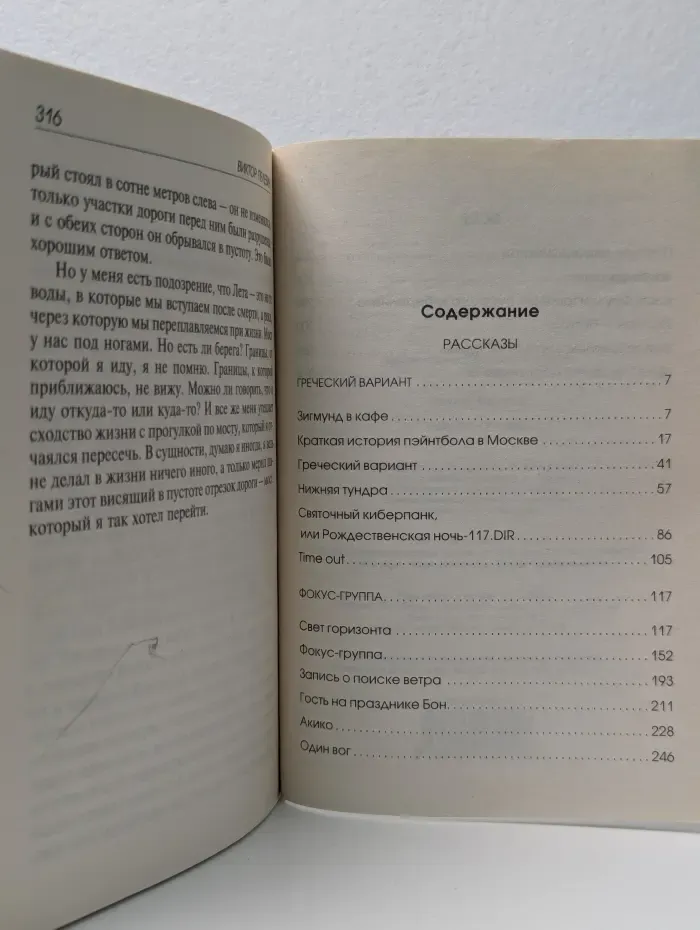 316
ВИКТОР
рый стоял в сотне метров слева — он не
только участки дороги перед ним были
и с обеих сторон он обрывался в пустоту. Это
хорошим ответом.
Но у меня есть подозрение, что Лета — это не
воды, в которые мы вступаем после смерти, а
через которую мы переплавляемся при жизни.
у нас под ногами. Но есть ли берега? Границы, от
которой я иду, я не помню. Границы, к которой
приближаюсь, не вижу. Можно ли говорить, что я
иду откуда-то или куда-то? И все же меня
сходство жизни с прогулкой по мосту, который я
чаялся пересечь. В сущности, думаю я иногда, я
не делал в жизни ничего иного, а только мерил
гами этот висящий в пустоте отрезок дороги —
который я так хотел перейти.
Содержание
РАССКАЗЫ
ГРЕЧЕСКИЙ ВАРИАНТ 7
Зигмунд в кафе 7
Краткая история пэйнтбола в Москве 17
Греческий вариант 41
Нижняя тундра 57
Святочный киберпанк,
или Рождественская ночь-117.DIR 86
Time out 105
ФОКУС-ГРУППА 117
Свет горизонта 117
Фокус-группа 152
Запись о поиске ветра 193
Гость на празднике Бон 211
Акико 228
Один вог 246